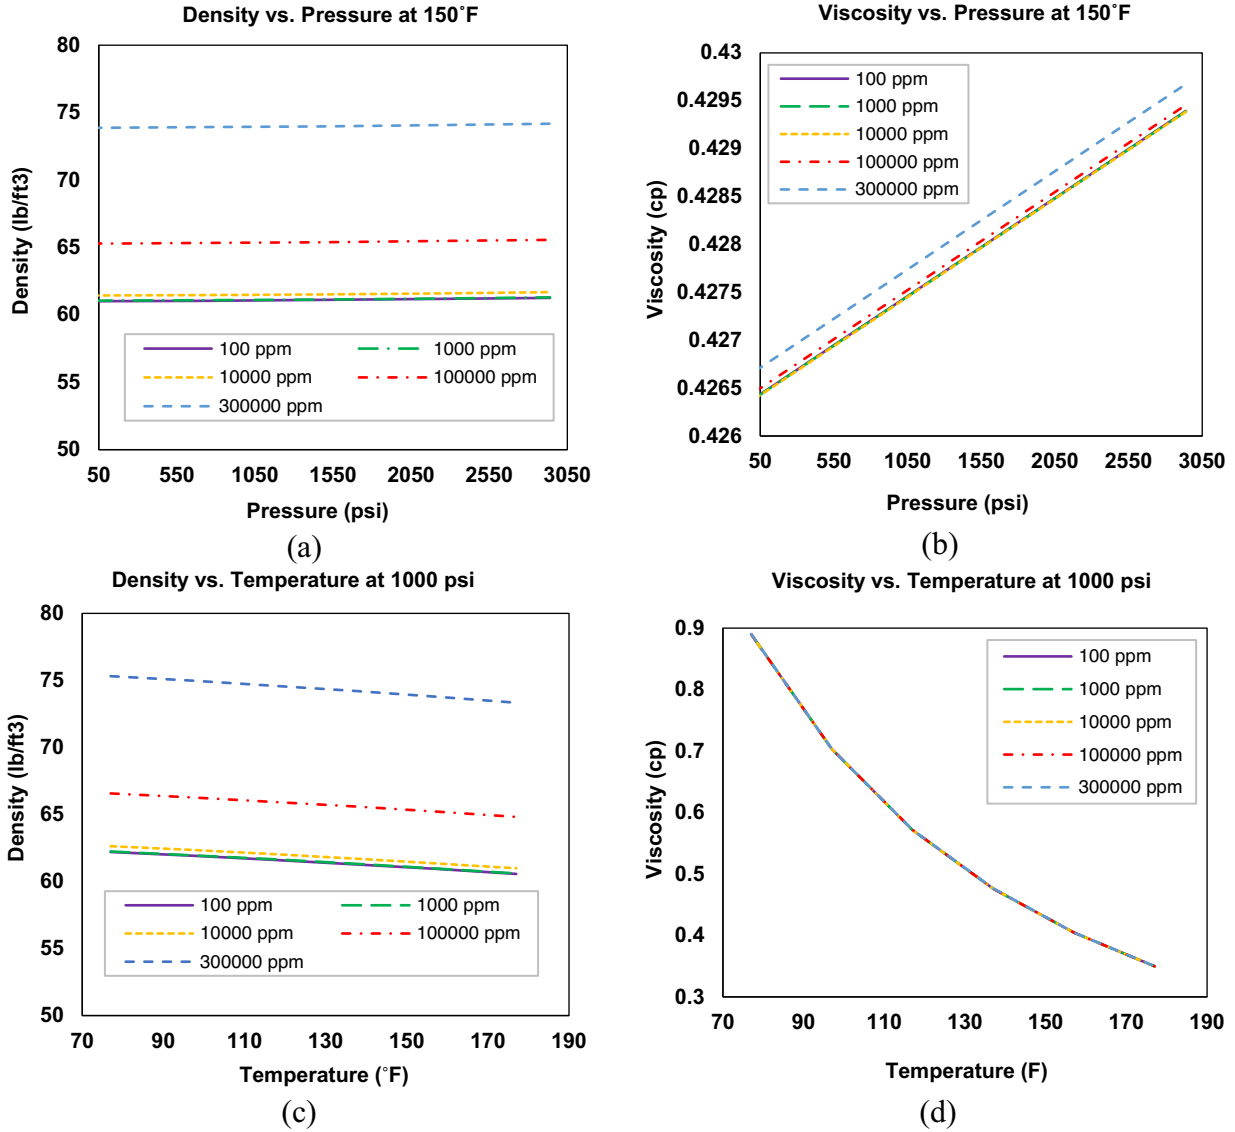 Density vs. Pressure at 150˚F
80
75
70
65
60
55
50
Density (lb/ft3)
100 ppm
1000 ppm
10000 ppm
100000 ppm
300000 ppm
50 550 1050 1550 2050 2550 3050
Pressure (psi)
(a)
Viscosity vs. Pressure at 150˚F
0.43
0.4295
0.429
0.4285
0.428
0.4275
0.427
0.4265
0.426
Viscosity (cp)
100 ppm
1000 ppm
10000 ppm
100000 ppm
300000 ppm
50 550 1050 1550 2050 2550 3050
Pressure (psi)
(b)
Density vs. Temperature at 1000 psi
80
75
70
65
60
55
50
Density (lb/ft3)
100 ppm
1000 ppm
10000 ppm
100000 ppm
300000 ppm
70 90 110 130 150 170 190
Temperature (˚F)
(c)
Viscosity vs. Temperature at 1000 psi
0.9
0.8
0.7
0.6
0.5
0.4
0.3
Viscosity (cp)
100 ppm
1000 ppm
10000 ppm
100000 ppm
300000 ppm
70 90 110 130 150 170 190
Temperature (F)
(d)